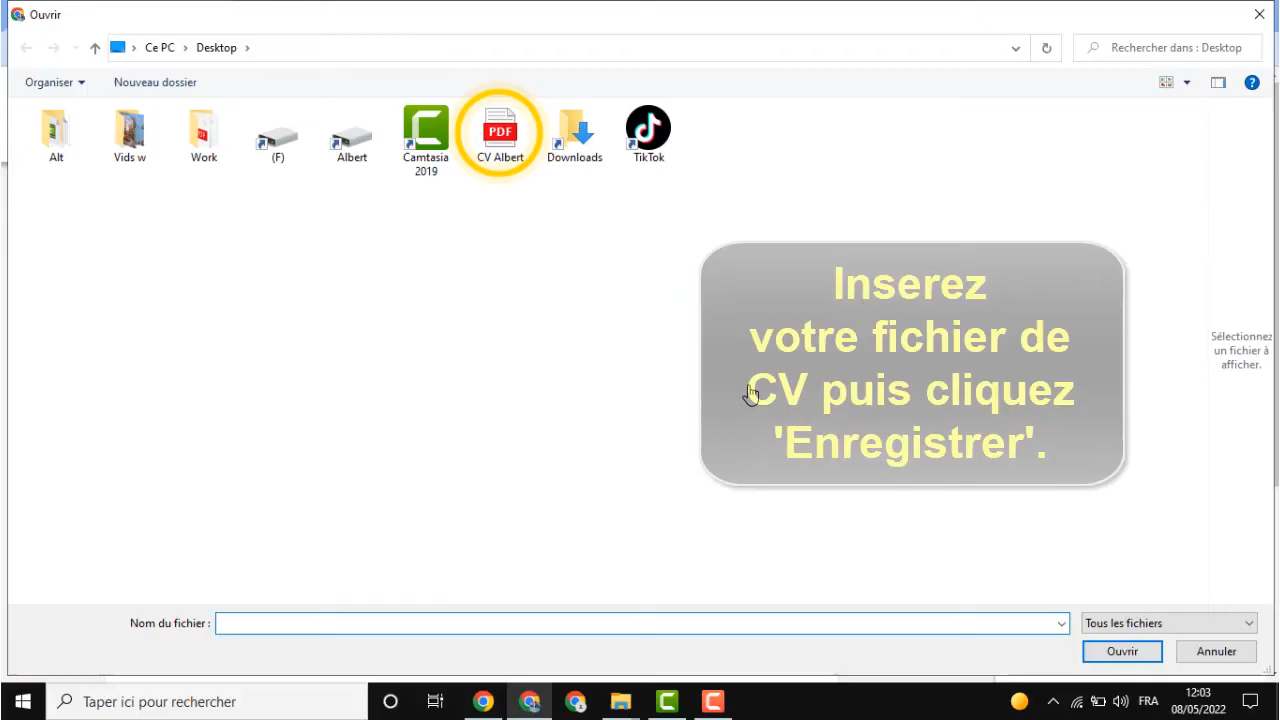 Ouvrir
Ce PC
Desktop
Rechercher dans : Desktop
Organiser
Nouveau dossier
Alt
Vids w
Work
(F)
Albert
Camtasia
2019
PDF
CV Albert
Downloads
TikTok
Inserez
votre fichier de
CV puis cliquez
'Enregistrer'.
Sélectionnez
un fichier à
afficher.
Nom du fichier :
Tous les fichiers
Ouvrir
Annuler
Taper ici pour rechercher
FRA
12:03
08/05/2022